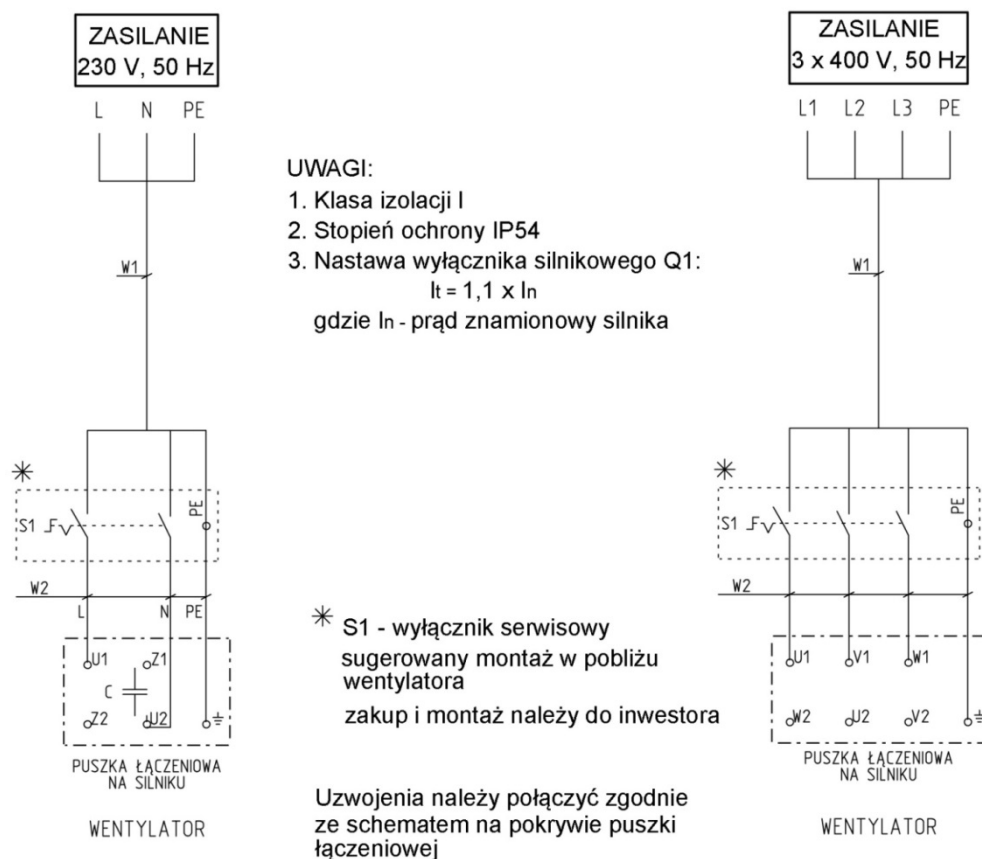 ZASILANIE
230 V, 50 Hz
L N PE
W1
S1
PE
W2
L N PE
U1 Z1
C
Z2 U2
PUSZKA ŁĄCZENIOWA
NA SILNIKU
WENTYLATOR
UWAGI:
1. Klasa izolacji I
2. Stopień ochrony IP54
3. Nastawa wyłącznika silnikowego Q1:
It = 1,1 x In
gdzie In - prąd znamionowy silnika
* S1 - wyłącznik serwisowy
sugerowany montaż w pobliżu
wentylatora
zakup i montaż należy do inwestora
Uzwojenia należy połączyć zgodnie
ze schematem na pokrywie puszki
łączeniowej
ZASILANIE
3 x 400 V, 50 Hz
L1 L2 L3 PE
W1
S1
PE
W2
U1 V1 W1
W2 U2 V2
PUSZKA ŁĄCZENIOWA
NA SILNIKU
WENTYLATOR